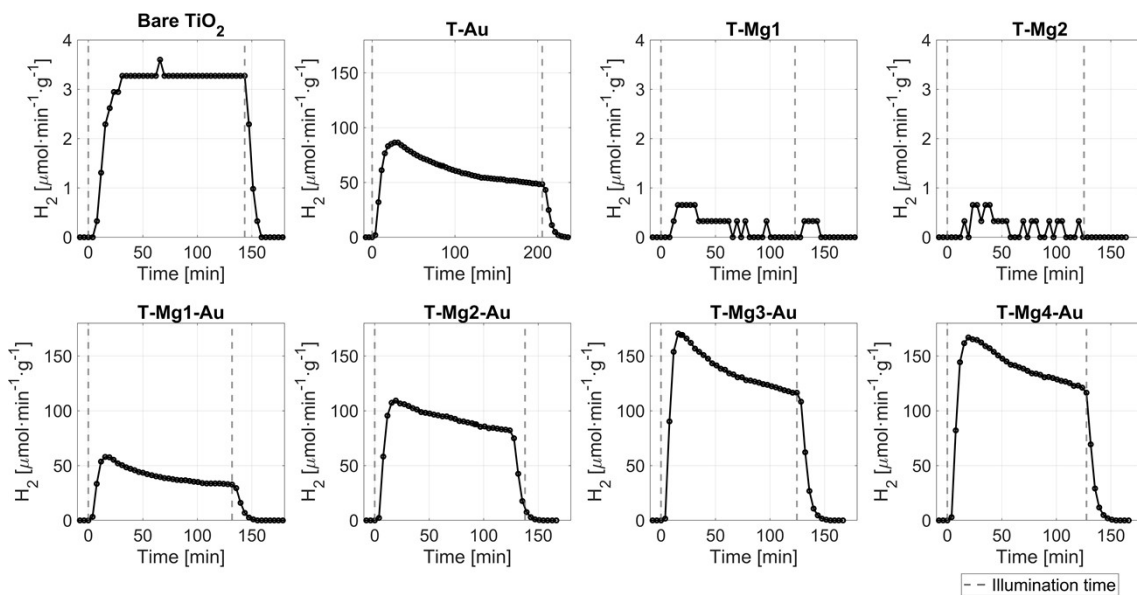 Bare TiO₂
H₂ [μmol·min⁻¹·g⁻¹]
4
3
2
1
0
0 50 100 150
Time [min]
T-Au
H₂ [μmol·min⁻¹·g⁻¹]
150
100
50
0
0 100 200
Time [min]
T-Mg1
H₂ [μmol·min⁻¹·g⁻¹]
4
3
2
1
0
0 50 100 150
Time [min]
T-Mg2
H₂ [μmol·min⁻¹·g⁻¹]
4
3
2
1
0
0 50 100 150
Time [min]
T-Mg1-Au
H₂ [μmol·min⁻¹·g⁻¹]
150
100
50
0
0 50 100 150
Time [min]
T-Mg2-Au
H₂ [μmol·min⁻¹·g⁻¹]
150
100
50
0
0 50 100 150
Time [min]
T-Mg3-Au
H₂ [μmol·min⁻¹·g⁻¹]
150
100
50
0
0 50 100 150
Time [min]
T-Mg4-Au
H₂ [μmol·min⁻¹·g⁻¹]
150
100
50
0
0 50 100 150
Time [min]
Illumination time